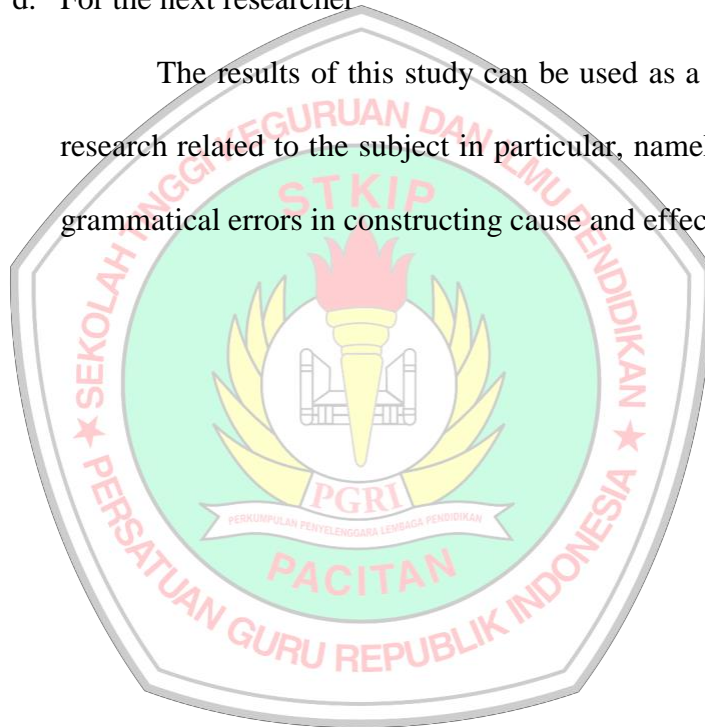 d. For the next researcher
The results of this study can be used as a
research related to the subject in particular, namel
grammatical errors in constructing cause and effec
SEKOLAH TINGGI KEGURUAN DAN ILMU PENDIDIKAN
STKIP
PGRI
PERKUMPULAN PENYELENGGARA LEMBAGA PENDIDIKAN
PACITAN
★ PERSATUAN GURU REPUBLIK INDONESIA ★